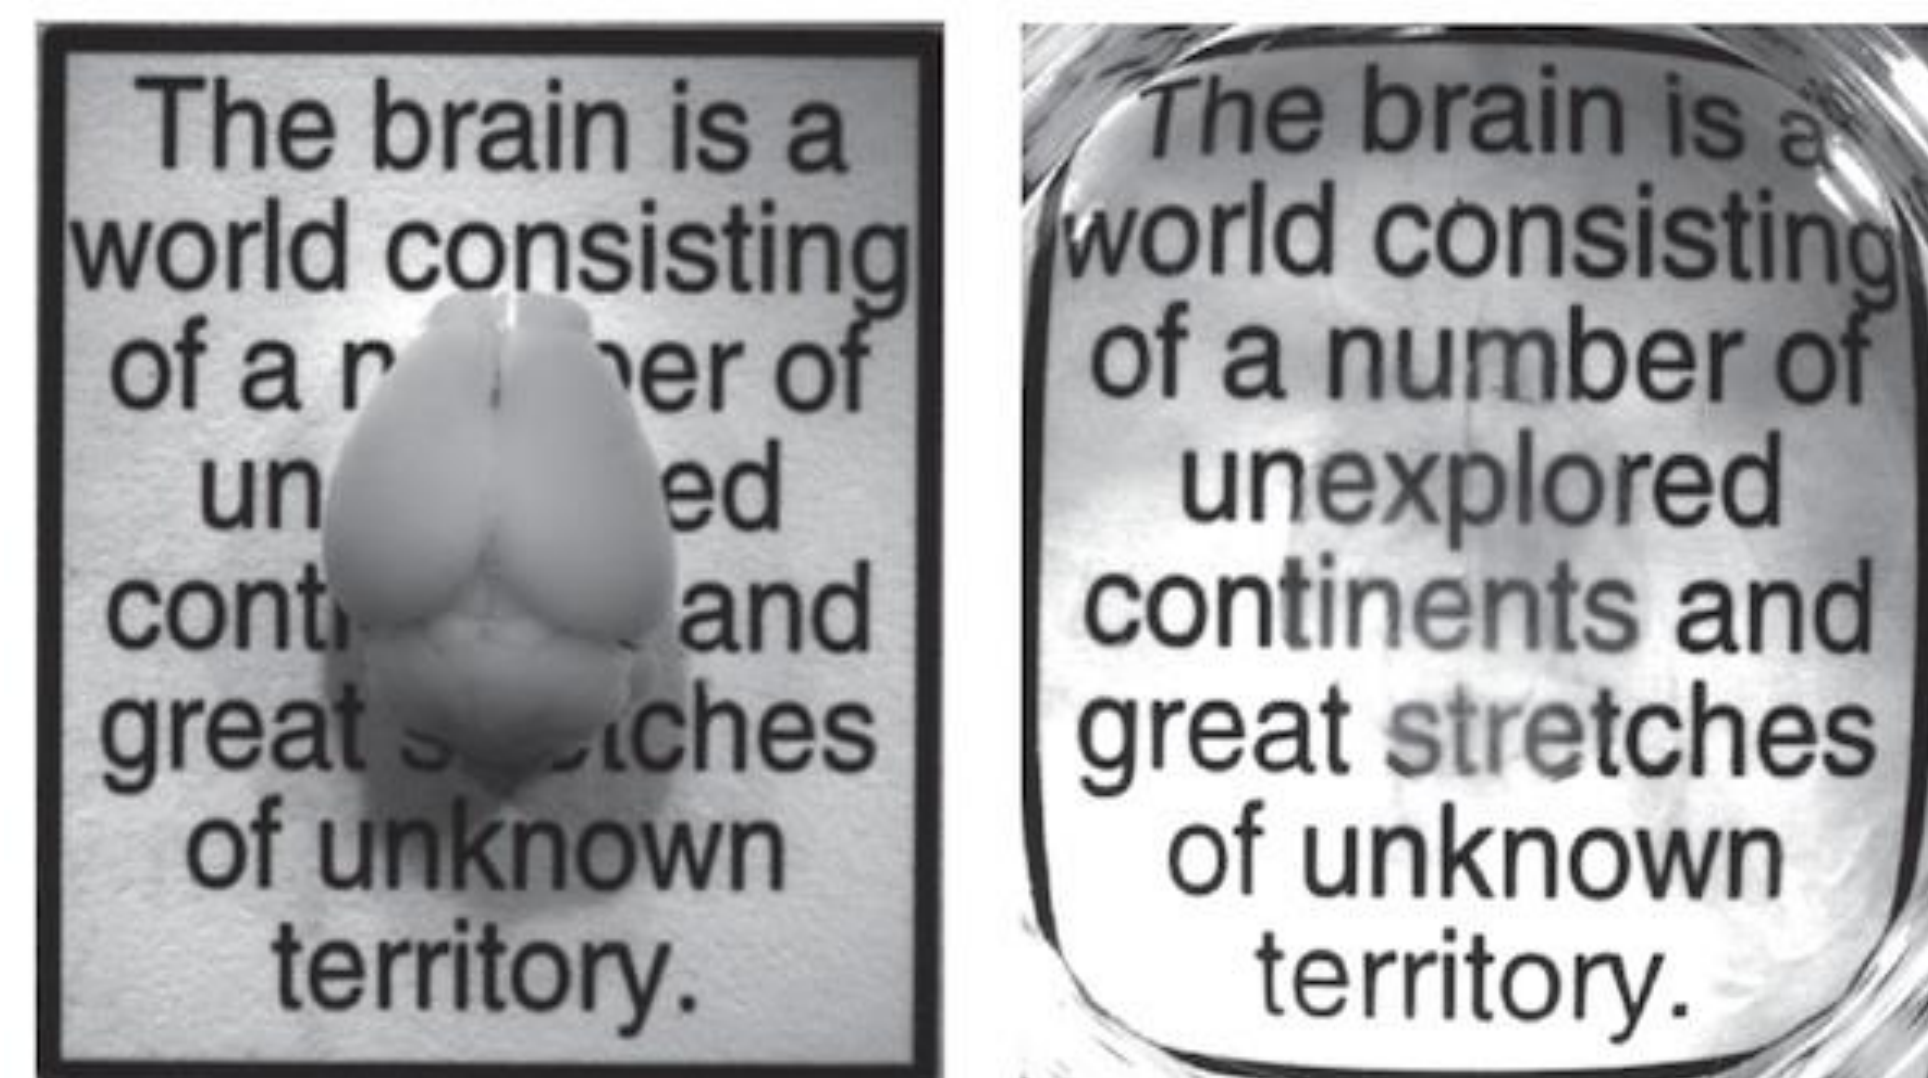 The brain is a
world consisting
of a of
and
great
of unknown
territory.
The brain is a
world consisting
of a number of
unexplored
continents and
great stretches
of unknown
territory.